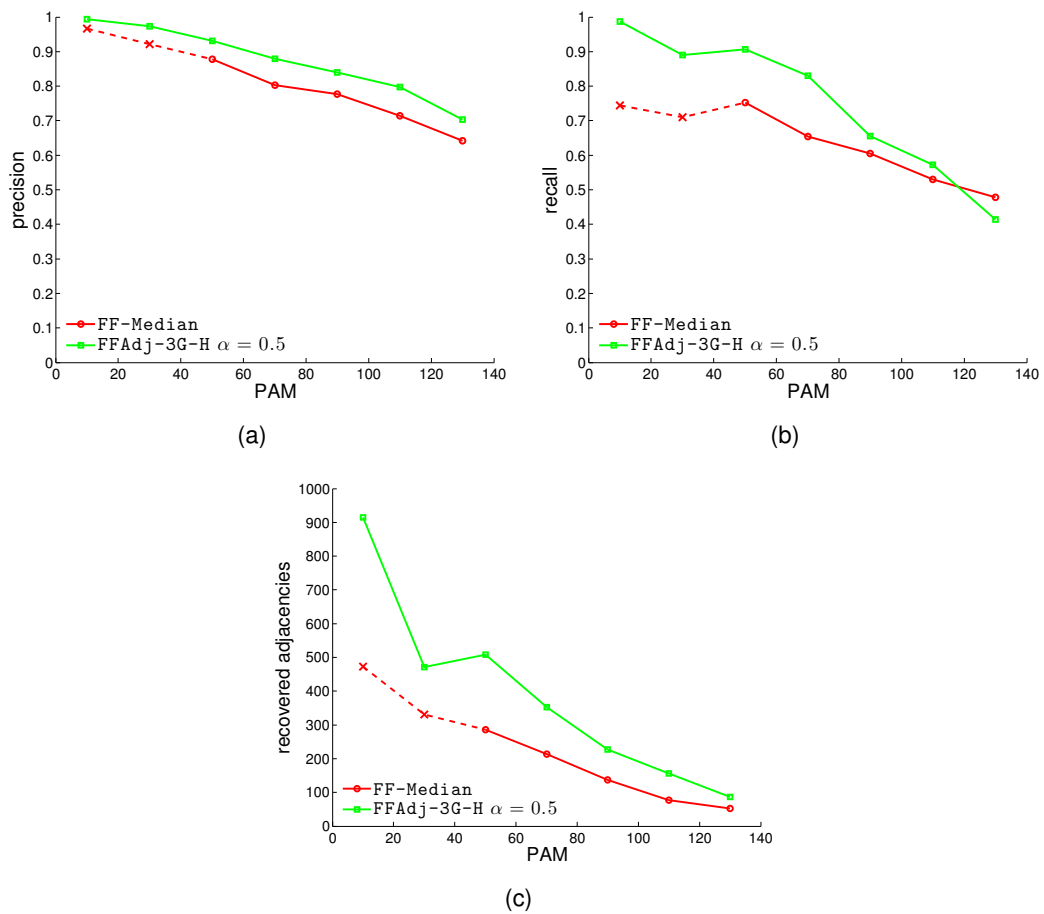 1
0.9
0.8
0.7
0.6
0.5
0.4
0.3
0.2
0.1
0
precision
FF-Median
FFAdj-3G-H α = 0.5
0 20 40 60 80 100 120 140
PAM
(a)
1
0.9
0.8
0.7
0.6
0.5
0.4
0.3
0.2
0.1
0
recall
FF-Median
FFAdj-3G-H α = 0.5
0 20 40 60 80 100 120 140
PAM
(b)
1000
900
800
700
600
500
400
300
200
100
0
recovered adjacencies
FF-Median
FFAdj-3G-H α = 0.5
0 20 40 60 80 100 120 140
PAM
(c)